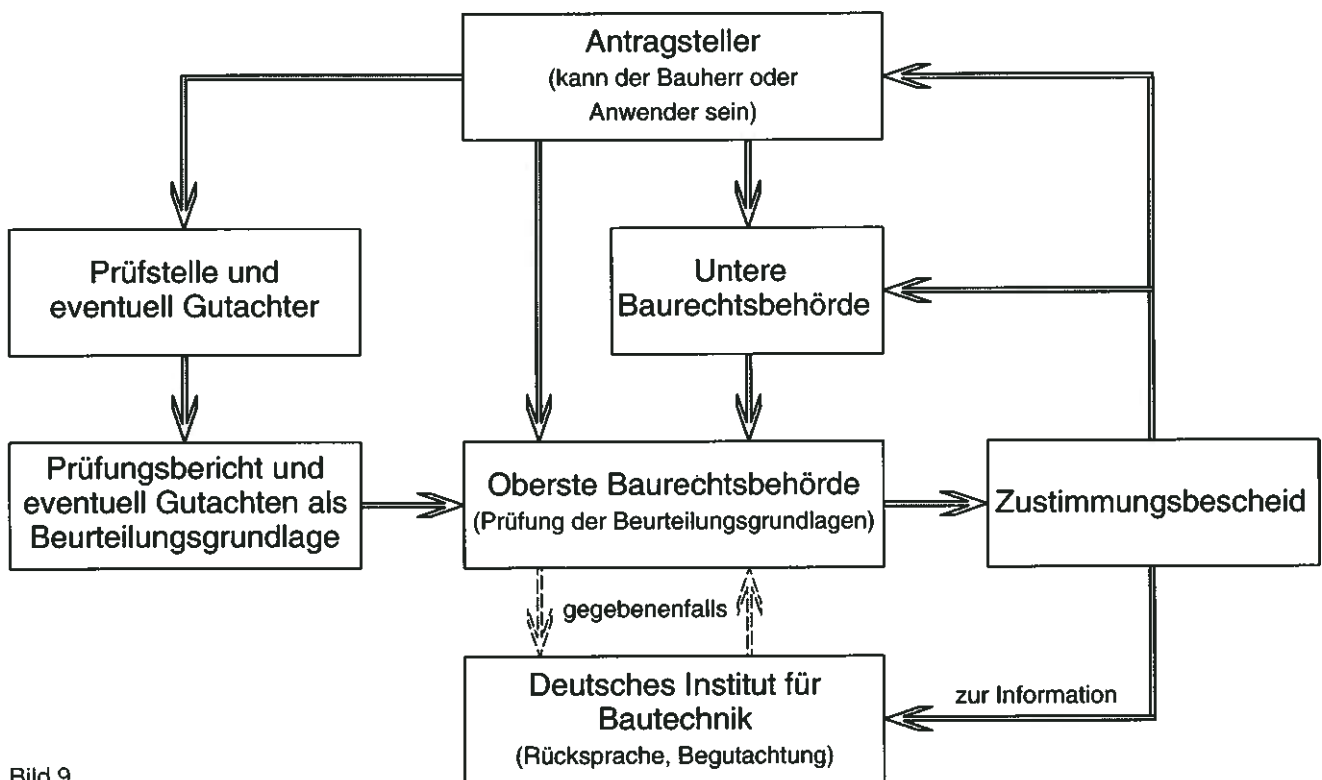 Antragsteller
(kann der Bauherr oder
Anwender sein)
Prüfstelle und
eventuell Gutachter
Untere
Baurechtsbehörde
Prüfungsbericht und
eventuell Gutachten als
Beurteilungsgrundlage
Oberste Baurechtsbehörde
(Prüfung der Beurteilungsgrundlagen)
Zustimmungsbescheid
gegebenenfalls
Deutsches Institut für
Bautechnik
(Rücksprache, Begutachtung)
zur Information
Bild 9